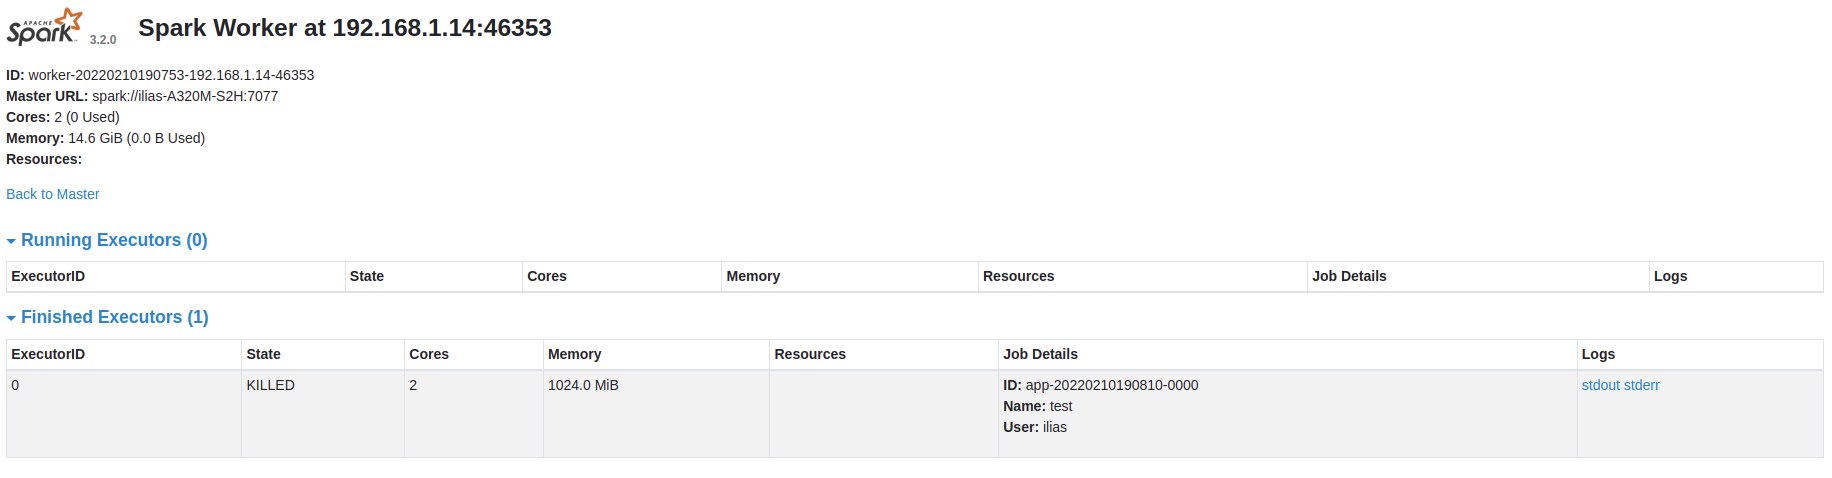 APACHE
Spark 3.2.0 Spark Worker at 192.168.1.14:46353
ID: worker-20220210190753-192.168.1.14-46353
Master URL: spark://ilias-A320M-S2H:7077
Cores: 2 (0 Used)
Memory: 14.6 GiB (0.0 B Used)
Resources:
Back to Master
Running Executors (0)
ExecutorID State Cores Memory Resources Job Details Logs
Finished Executors (1)
ExecutorID State Cores Memory Resources Job Details Logs
0 KILLED 2 1024.0 MiB ID: app-20220210190810-0000 stdout stderr
Name: test
User: ilias